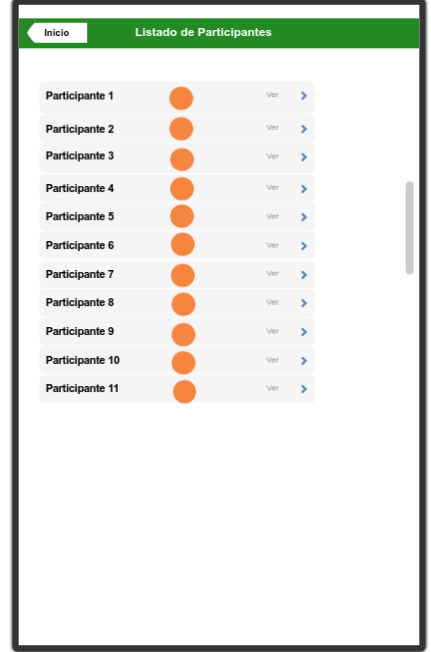 Inicio
Listado de Participantes
Participante 1 Ver
Participante 2 Ver
Participante 3 Ver
Participante 4 Ver
Participante 5 Ver
Participante 6 Ver
Participante 7 Ver
Participante 8 Ver
Participante 9 Ver
Participante 10 Ver
Participante 11 Ver